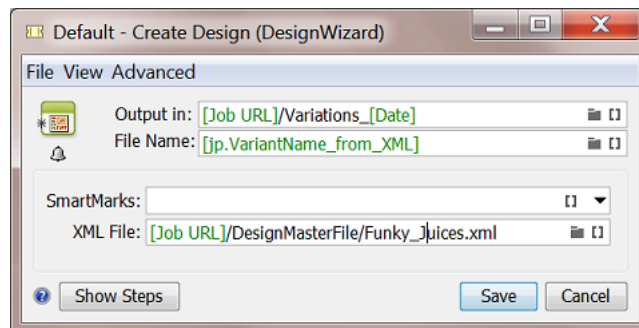 Default - Create Design (DesignWizard)
File View Advanced
Output in: [Job URL]/Variations_[Date]
File Name: [jp.VariantName_from_XML]
SmartMarks:
XML File: [Job URL]/DesignMasterFile/Funky_Juices.xml
Show Steps Save Cancel